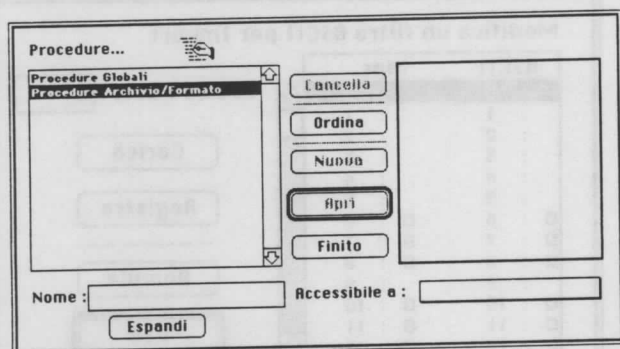 Procedure...
Procedure Globali
Procedure Archivio/Formato
Cancella
Ordina
Nuova
Apri
Finito
Nome :
Accessibile a :
Espandi